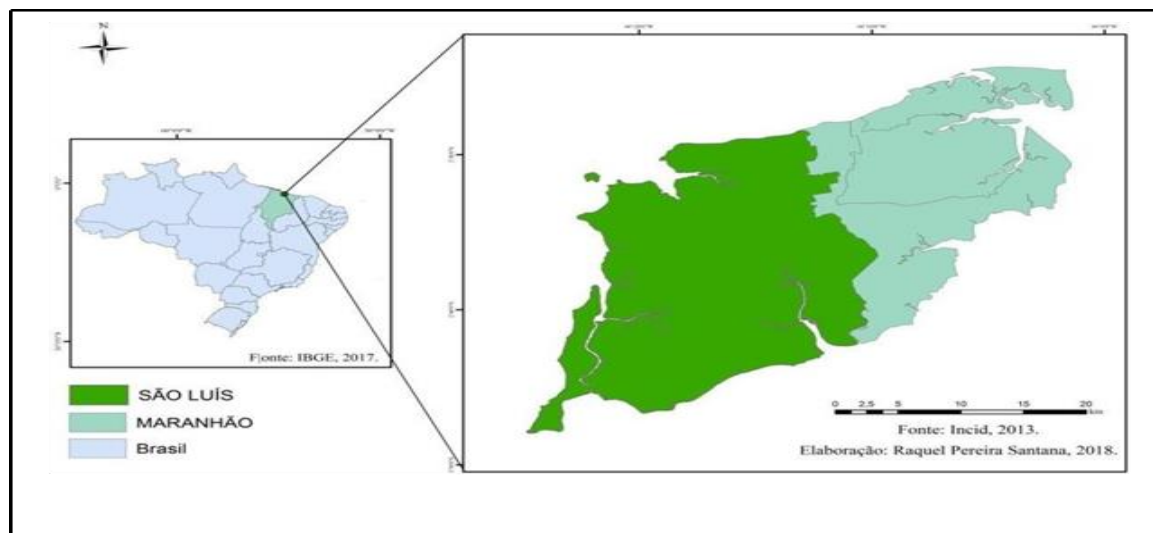 N
Fonte: IBGE, 2017.
SÃO LUÍS
MARANHÃO
Brasil
0 2.5 5 10 15 20
km
Fonte: Incid, 2013.
Elaboração: Raquel Pereira Santana, 2018.